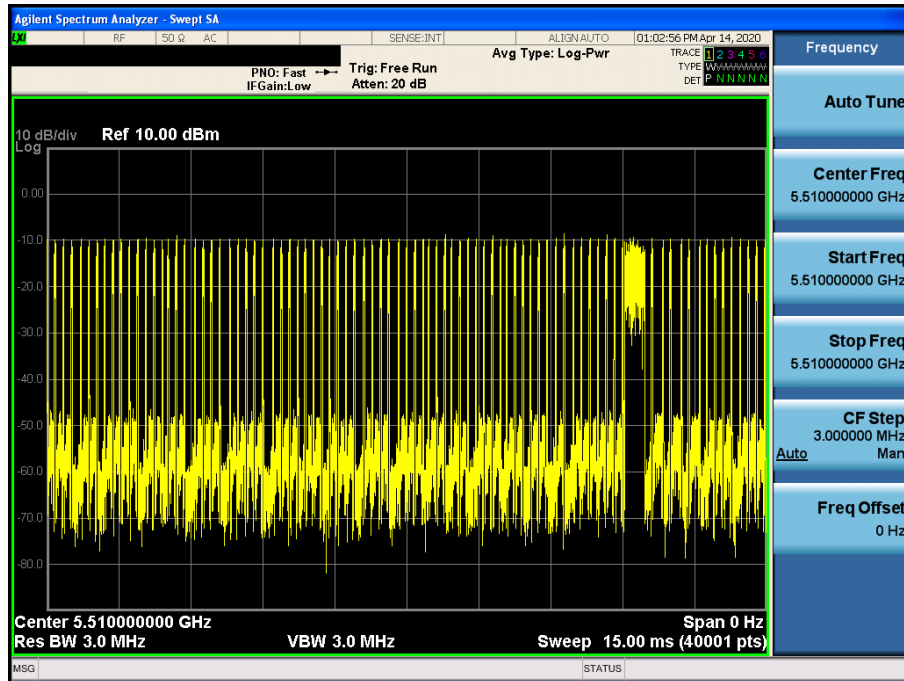 Agilent Spectrum Analyzer - Swept SA
LXI RF 50 Ω AC SENSE:INT ALIGN AUTO 01:02:56 PM Apr 14, 2020
Frequency
Avg Type: Log-Pwr
TRACE 1 2 3 4 5 6
PNO: Fast Trig: Free Run
TYPE WWWWWW
IFGain:Low Atten: 20 dB
DET P N N N N N
Auto Tune
10 dB/div Ref 10.00 dBm
Log
0.00
-10.0
-20.0
-30.0
-40.0
-50.0
-60.0
-70.0
-80.0
Center Freq
5.510000000 GHz
Start Freq
5.510000000 GHz
Stop Freq
5.510000000 GHz
CF Step
3.000000 MHz
Auto Man
Freq Offset
0 Hz
Center 5.510000000 GHz Span 0 Hz
Res BW 3.0 MHz VBW 3.0 MHz Sweep 15.00 ms (40001 pts)
MSG STATUS